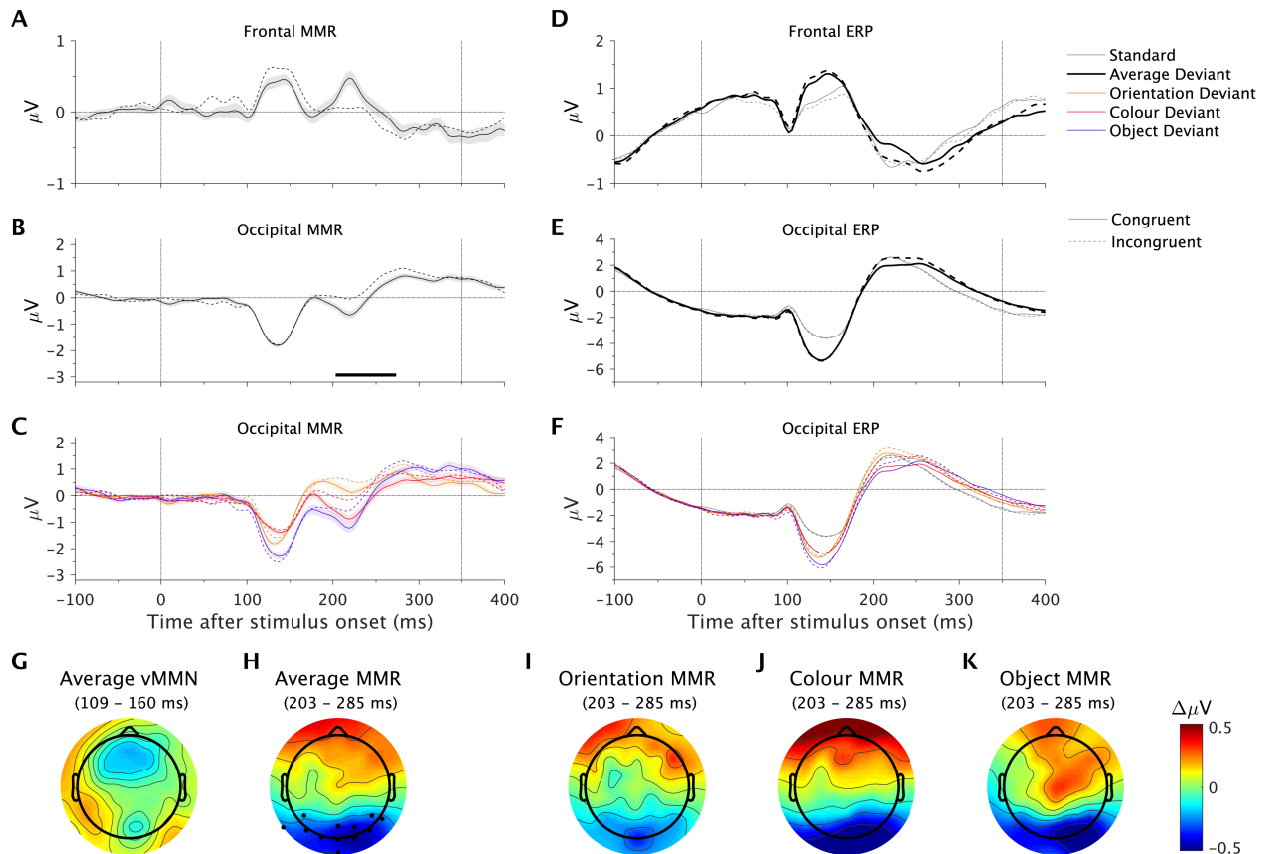 A
Frontal MMR
1
0
−1
μV
B
Occipital MMR
2
1
0
−1
−2
−3
μV
C
Occipital MMR
2
1
0
−1
−2
−3
μV
−100 0 100 200 300 400
Time after stimulus onset (ms)
D
Frontal ERP
2
1
0
−1
μV
Standard
Average Deviant
Orientation Deviant
Colour Deviant
Object Deviant
E
Occipital ERP
4
2
0
−2
−4
−6
μV
Congruent
Incongruent
F
Occipital ERP
4
2
0
−2
−4
−6
μV
−100 0 100 200 300 400
Time after stimulus onset (ms)
G
Average vMMN
(109 – 160 ms)
H
Average MMR
(203 – 285 ms)
I
Orientation MMR
(203 – 285 ms)
J
Colour MMR
(203 – 285 ms)
K
Object MMR
(203 – 285 ms)
ΔμV
0.5
0
−0.5